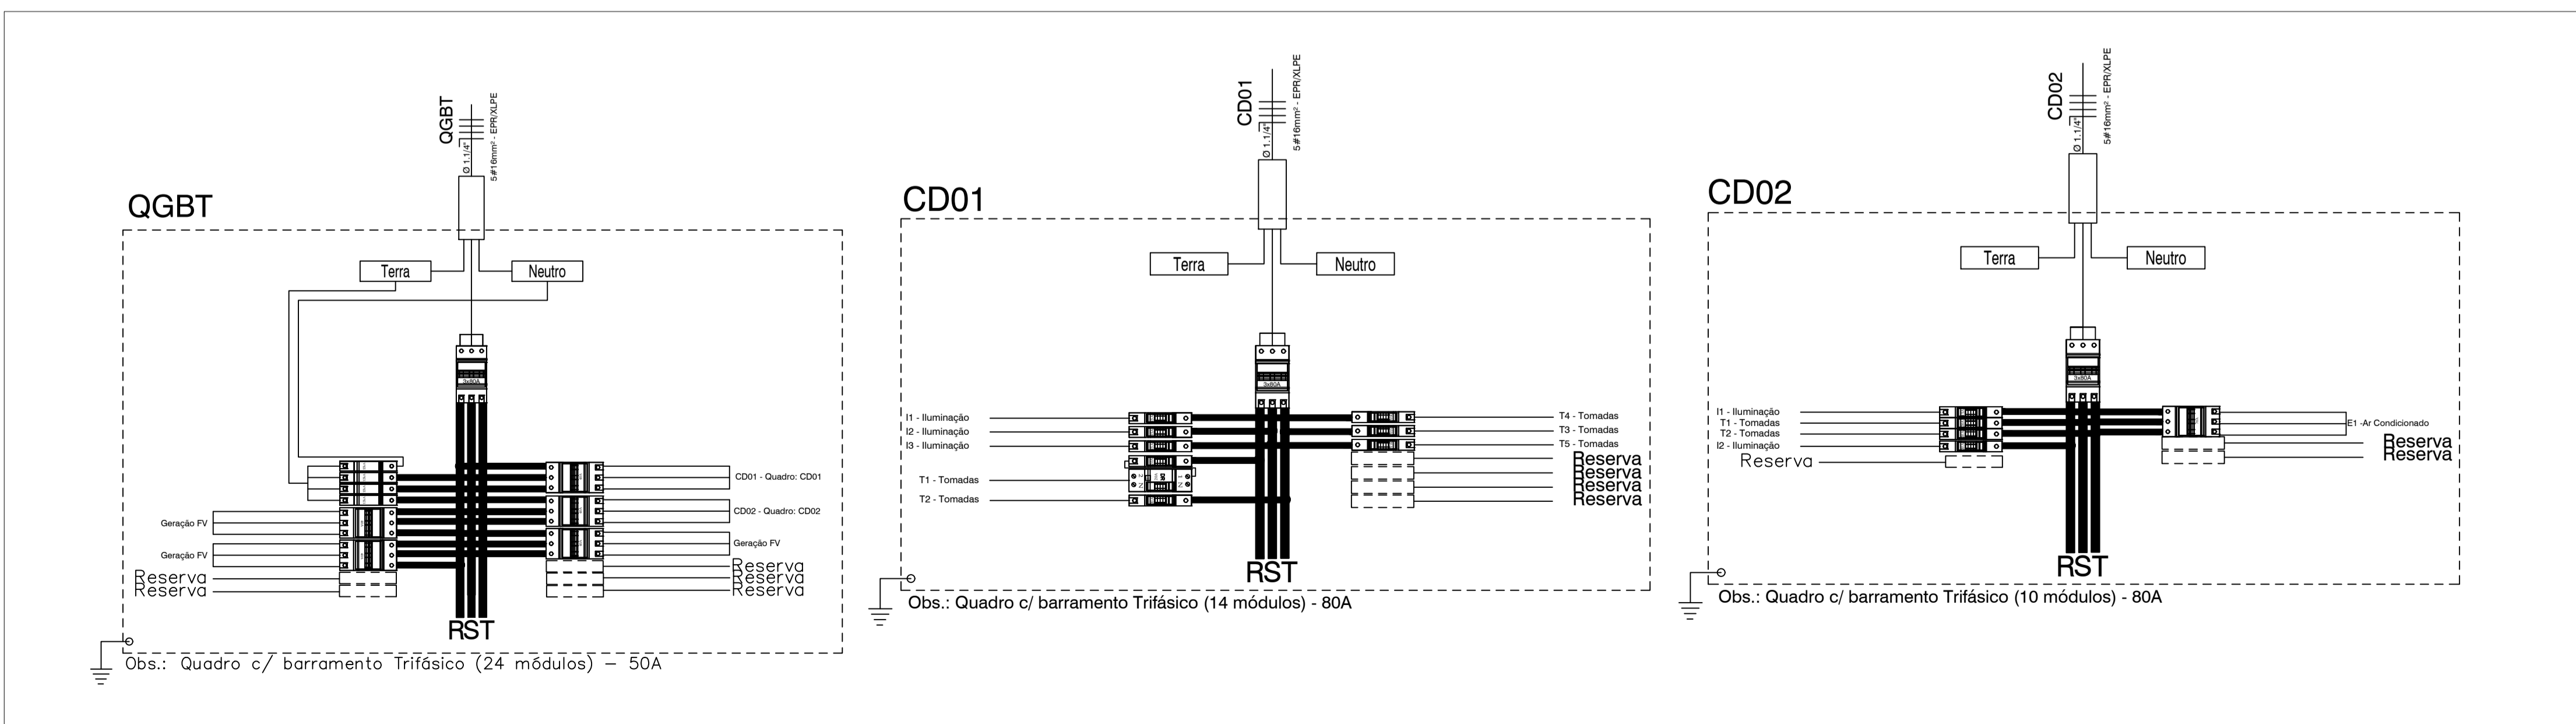 QGBT
Ø 1.1/4"
5#16mm² - EPR/XLPE
QGBT
Terra
Neutro
3x80A
CD01 - Quadro: CD01
CD02 - Quadro: CD02
Geração FV
Geração FV
Geração FV
Reserva
Reserva
Reserva
Reserva
Reserva
RST
Obs.: Quadro c/ barramento Trifásico (24 módulos) – 50A
CD01
Ø 1.1/4"
5#16mm² - EPR/XLPE
CD01
Terra
Neutro
3x80A
I1 - Iluminação
I2 - Iluminação
I3 - Iluminação
T1 - Tomadas
T2 - Tomadas
T4 - Tomadas
T3 - Tomadas
T5 - Tomadas
Reserva
Reserva
Reserva
Reserva
RST
Obs.: Quadro c/ barramento Trifásico (14 módulos) - 80A
CD02
Ø 1.1/4"
5#16mm² - EPR/XLPE
CD02
Terra
Neutro
3x80A
I1 - Iluminação
T1 - Tomadas
T2 - Tomadas
I2 - Iluminação
Reserva
E1 -Ar Condicionado
Reserva
Reserva
RST
Obs.: Quadro c/ barramento Trifásico (10 módulos) - 80A